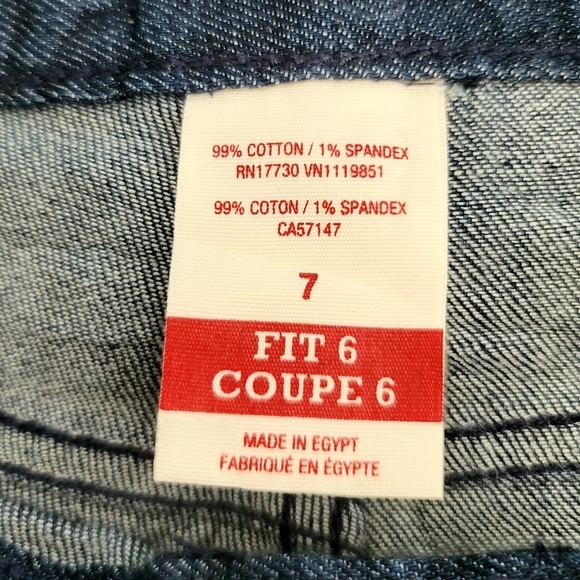 99% COTTON / 1% SPANDEX
RN17730 VN1119851
99% COTON / 1% SPANDEX
CA57147
7
FIT 6
COUPE 6
MADE IN EGYPT
FABRIQUÉ EN ÉGYPTE